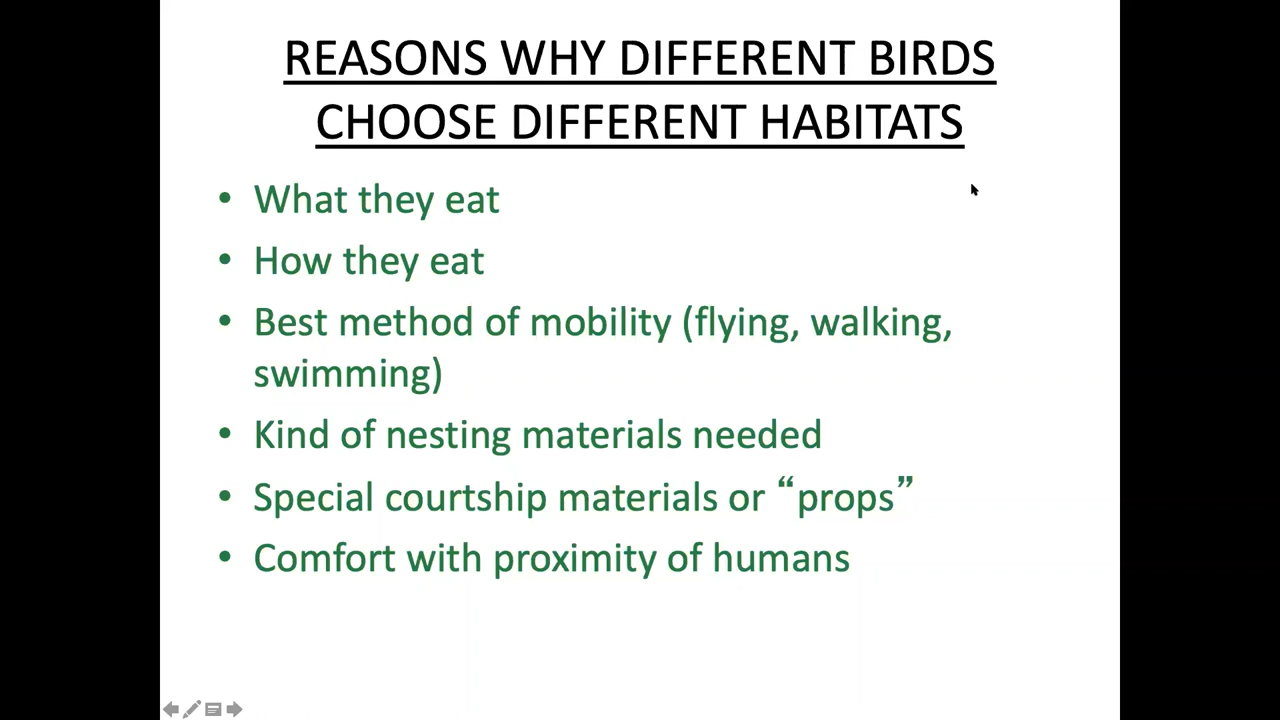 REASONS WHY DIFFERENT BIRDS
CHOOSE DIFFERENT HABITATS
• What they eat
• How they eat
• Best method of mobility (flying, walking,
swimming)
• Kind of nesting materials needed
• Special courtship materials or “props”
• Comfort with proximity of humans